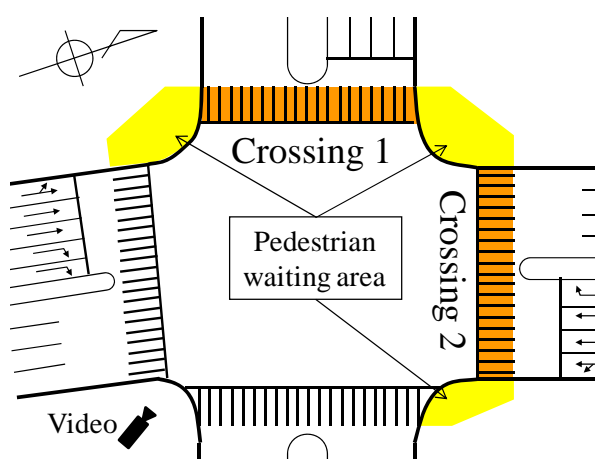 Crossing 1
Crossing 2
Pedestrian
waiting area
Video